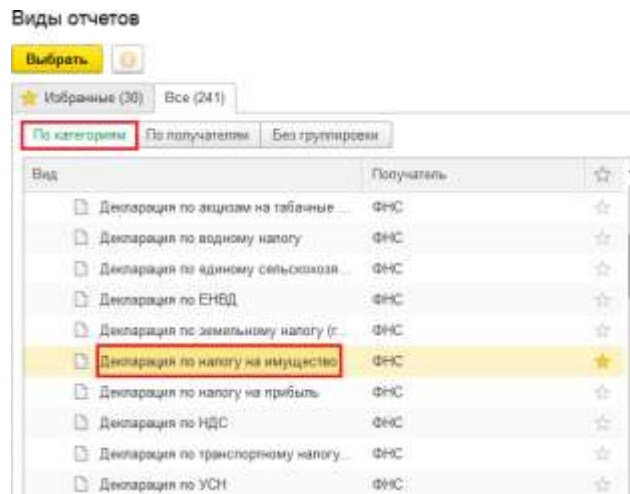 Виды отчетов
Выбрать
Избранные (30) Все (241)
По категориям По получателям Без группировки
Вид Получатель
Декларация по акцизам на табачные ... ФНС
Декларация по водному налогу ФНС
Декларация по единому сельскохозя... ФНС
Декларация по ЕНВД ФНС
Декларация по земельному налогу (г... ФНС
Декларация по налогу на имущество ФНС
Декларация по налогу на прибыль ФНС
Декларация по НДС ФНС
Декларация по транспортному налогу... ФНС
Декларация по УСН ФНС